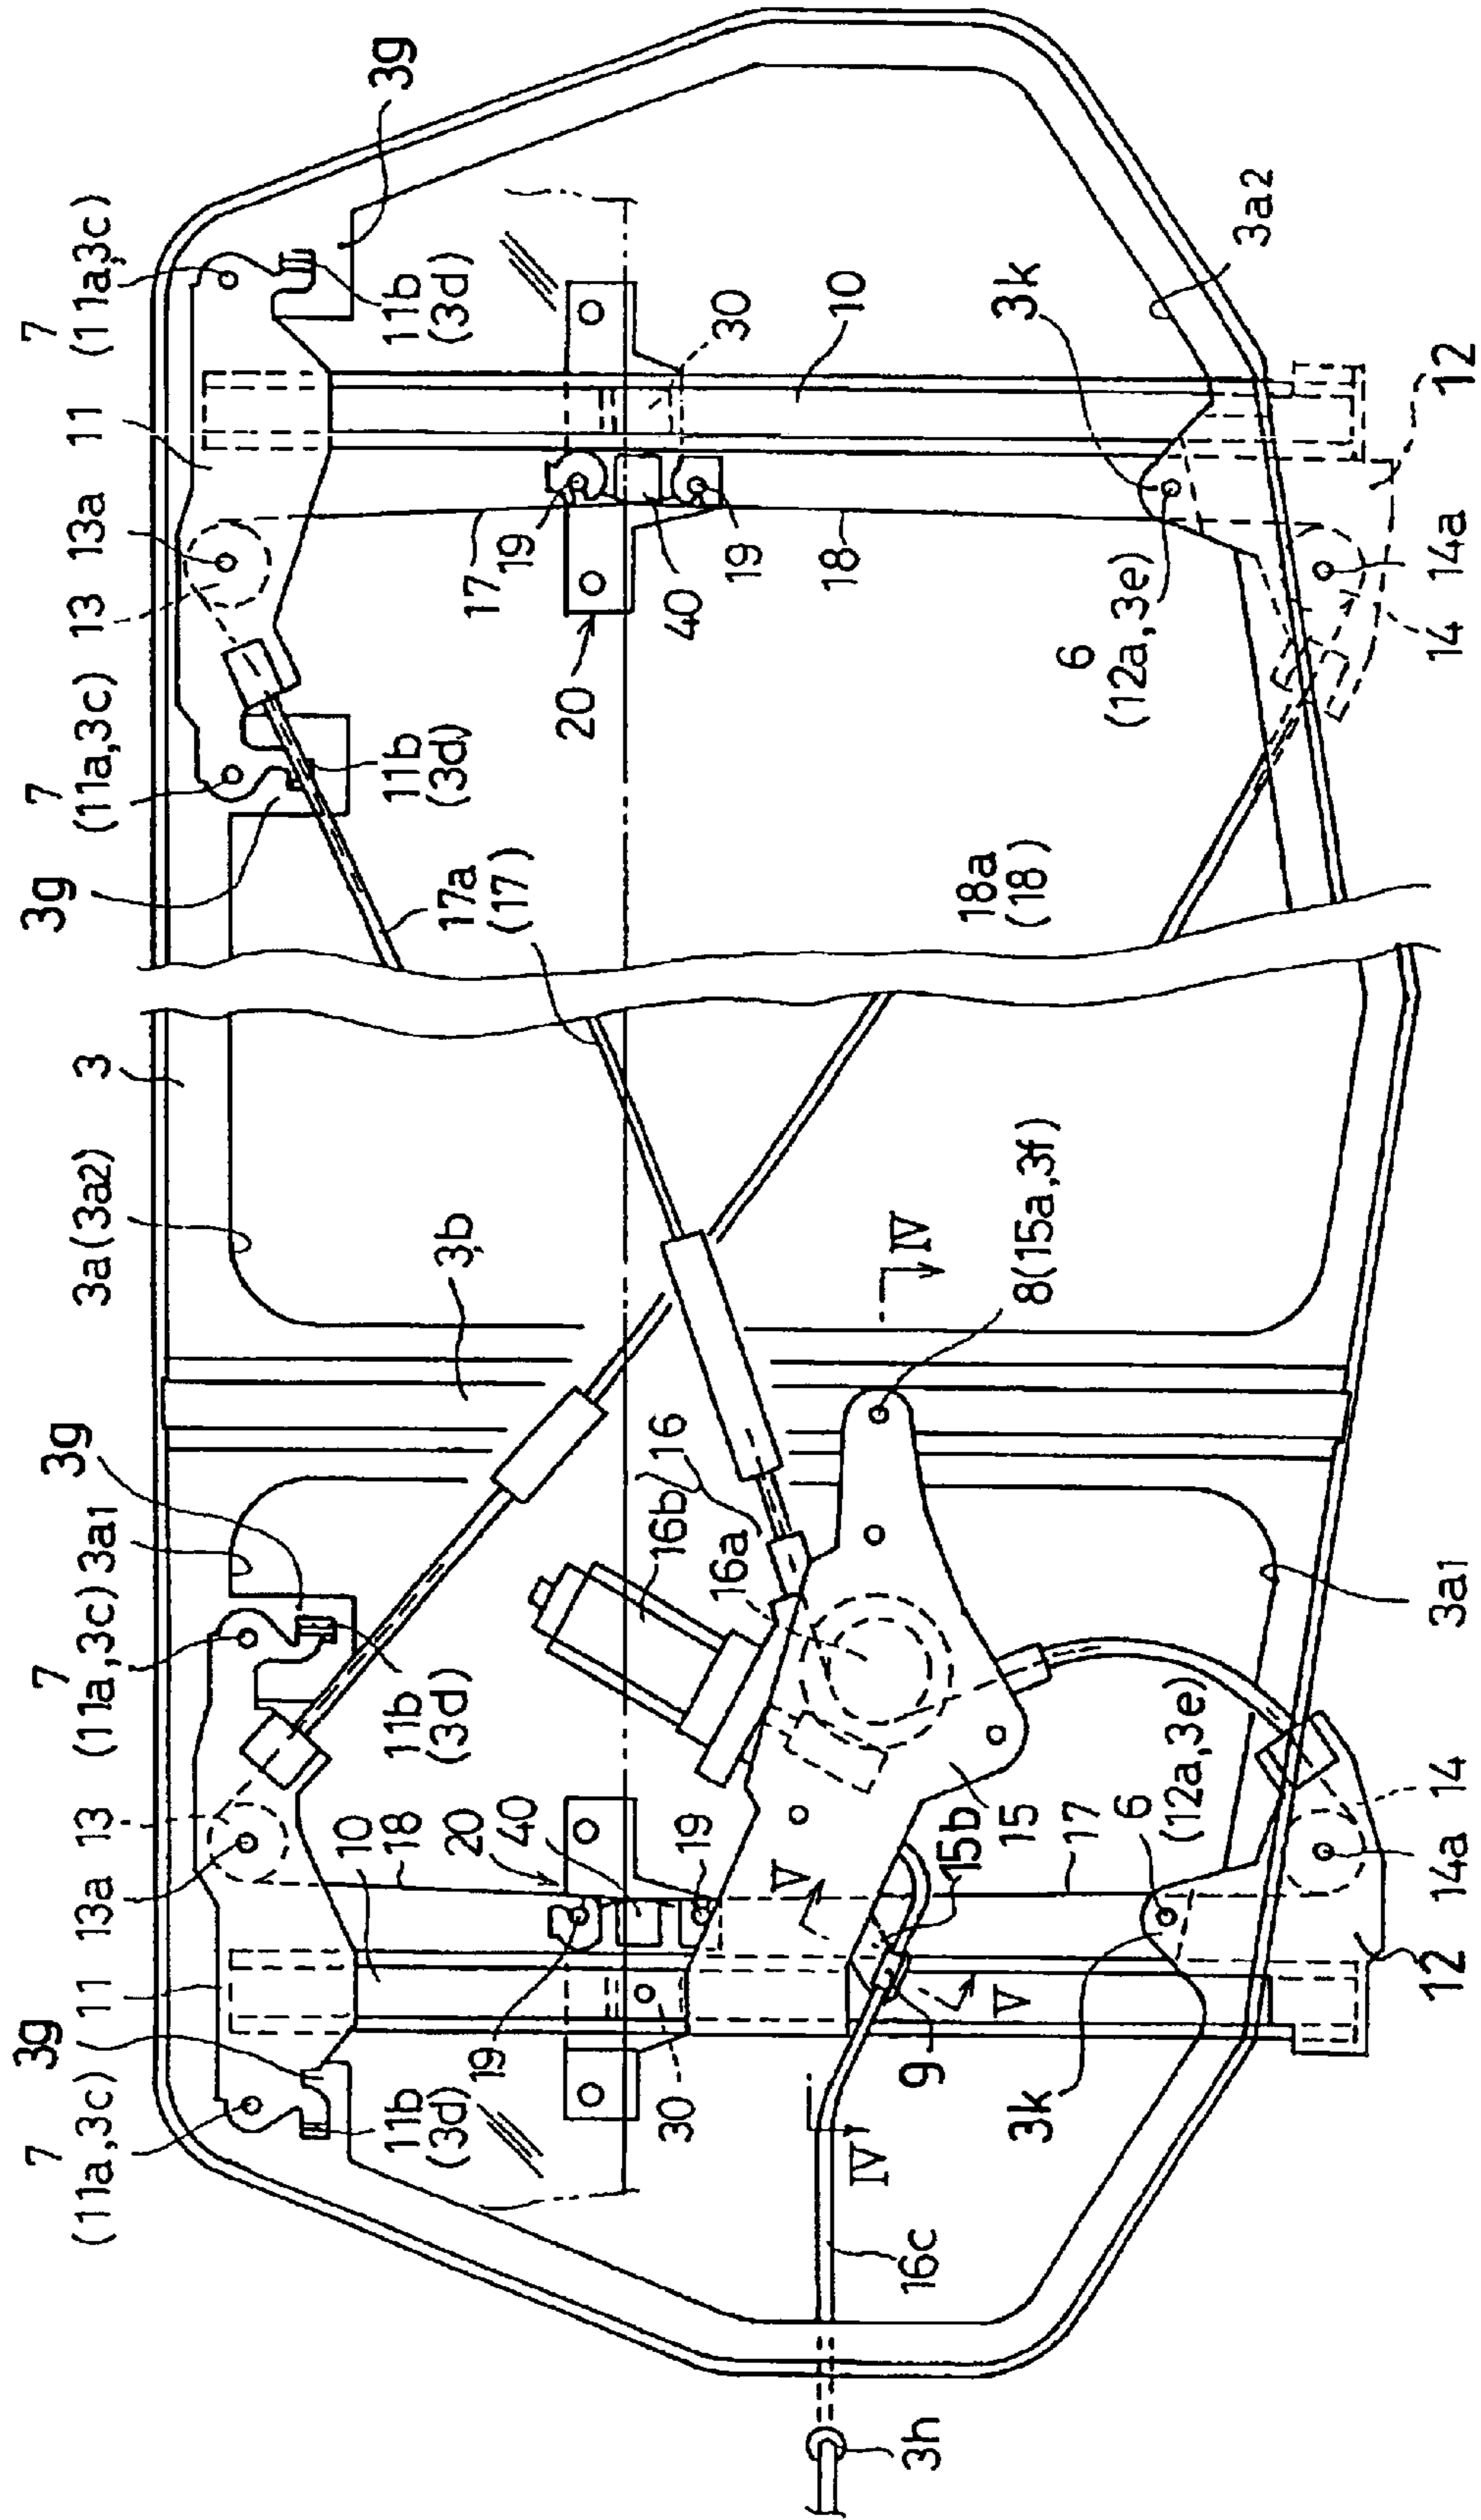 3g
7
(11a,3c)
11
13a
13
7
(11a,3c)
3g
11b
(3d)
11b
(3d)
17a
(17)
17
19
20
40
19
30
10
18
18a
(18)
6
(12a,3e)
3k
3a2
12
14a
14
3
3a(3a2)
3b
3g
3a1
7
(11a,3c)
13
13a
11
3g
7
(11a,3c)
11b
(3d)
11b
(3d)
10
18
20
40
19
19
30
16
16b
16a
IV
8(15a,3f)
V
15b
15
17
6
(12a,3e)
3a1
14
14a
12
V
9
3k
IV
16c
3h